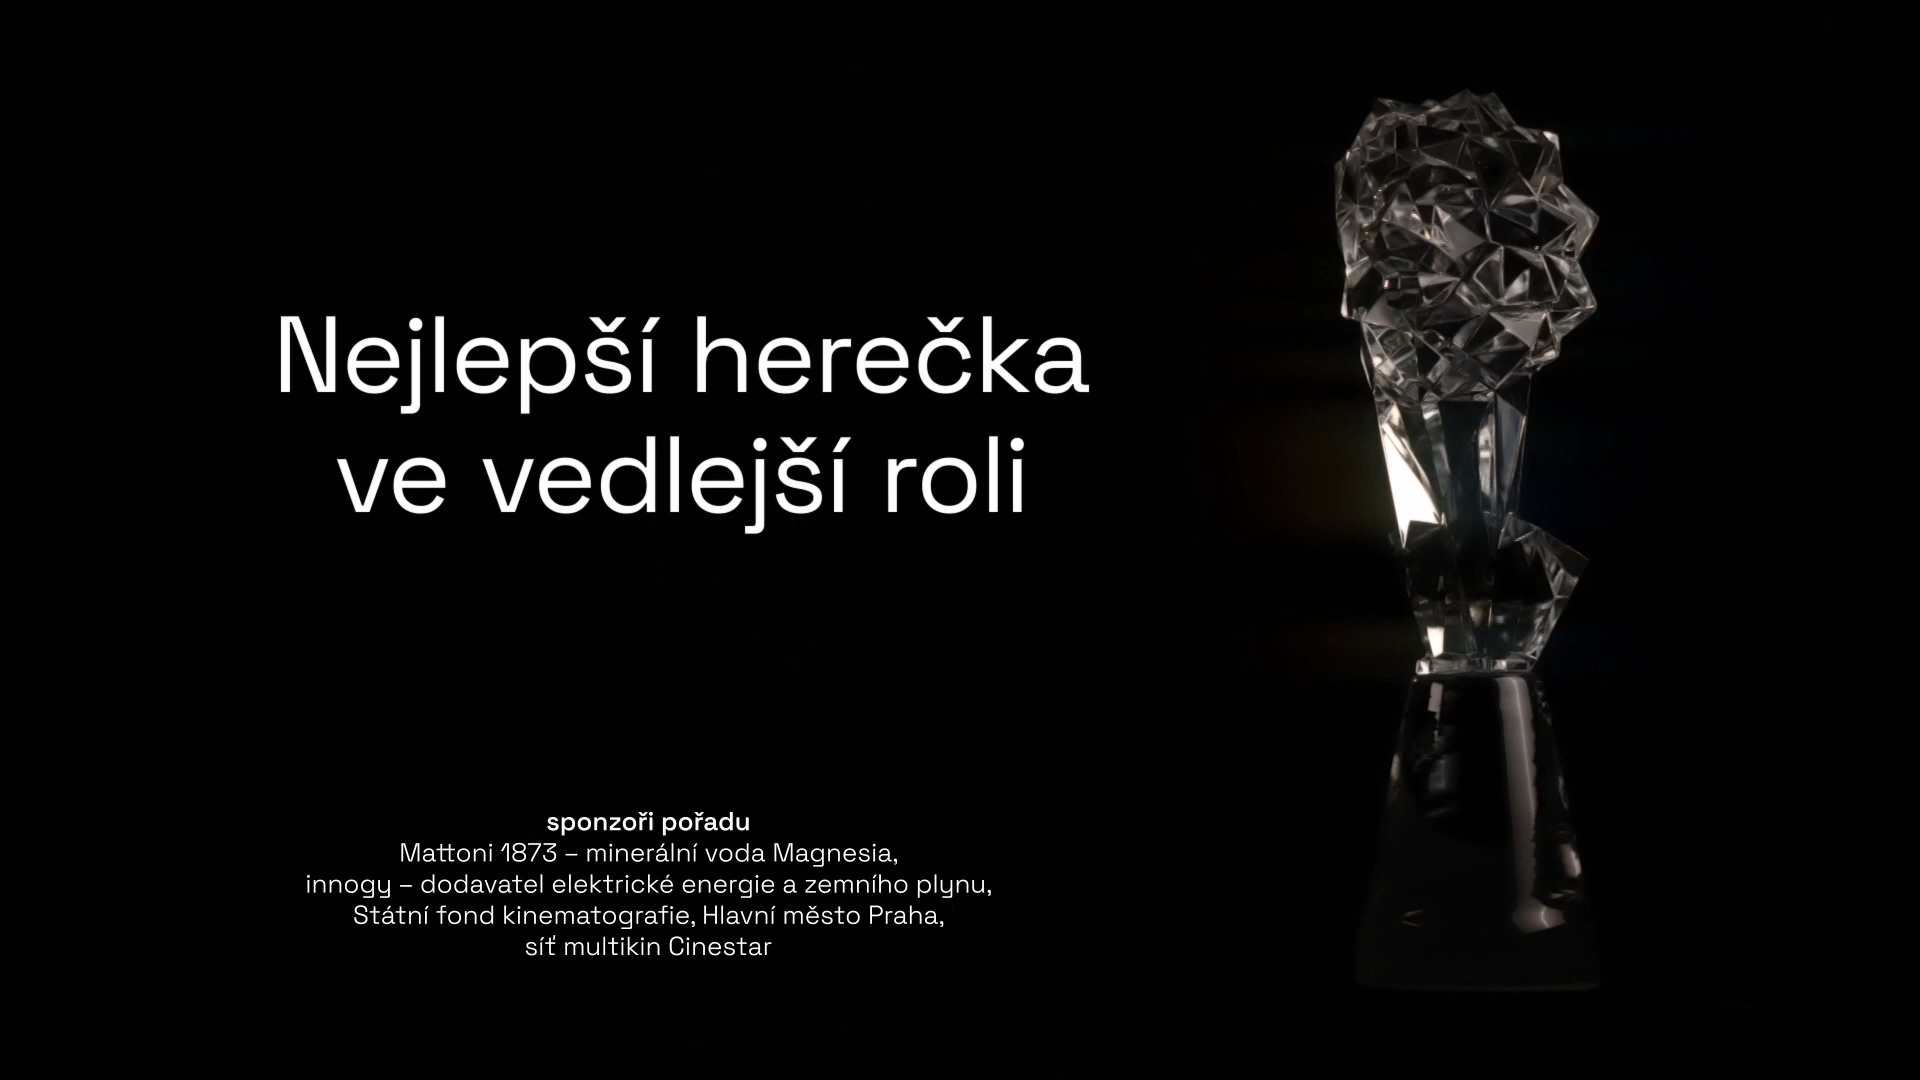 Nejlepší herečka
ve vedlejší roli
sponzoři pořadu
Mattoni 1873 – minerální voda Magnesia,
innogy – dodavatel elektrické energie a zemního plynu,
Státní fond kinematografie, Hlavní město Praha,
síť multikin Cinestar